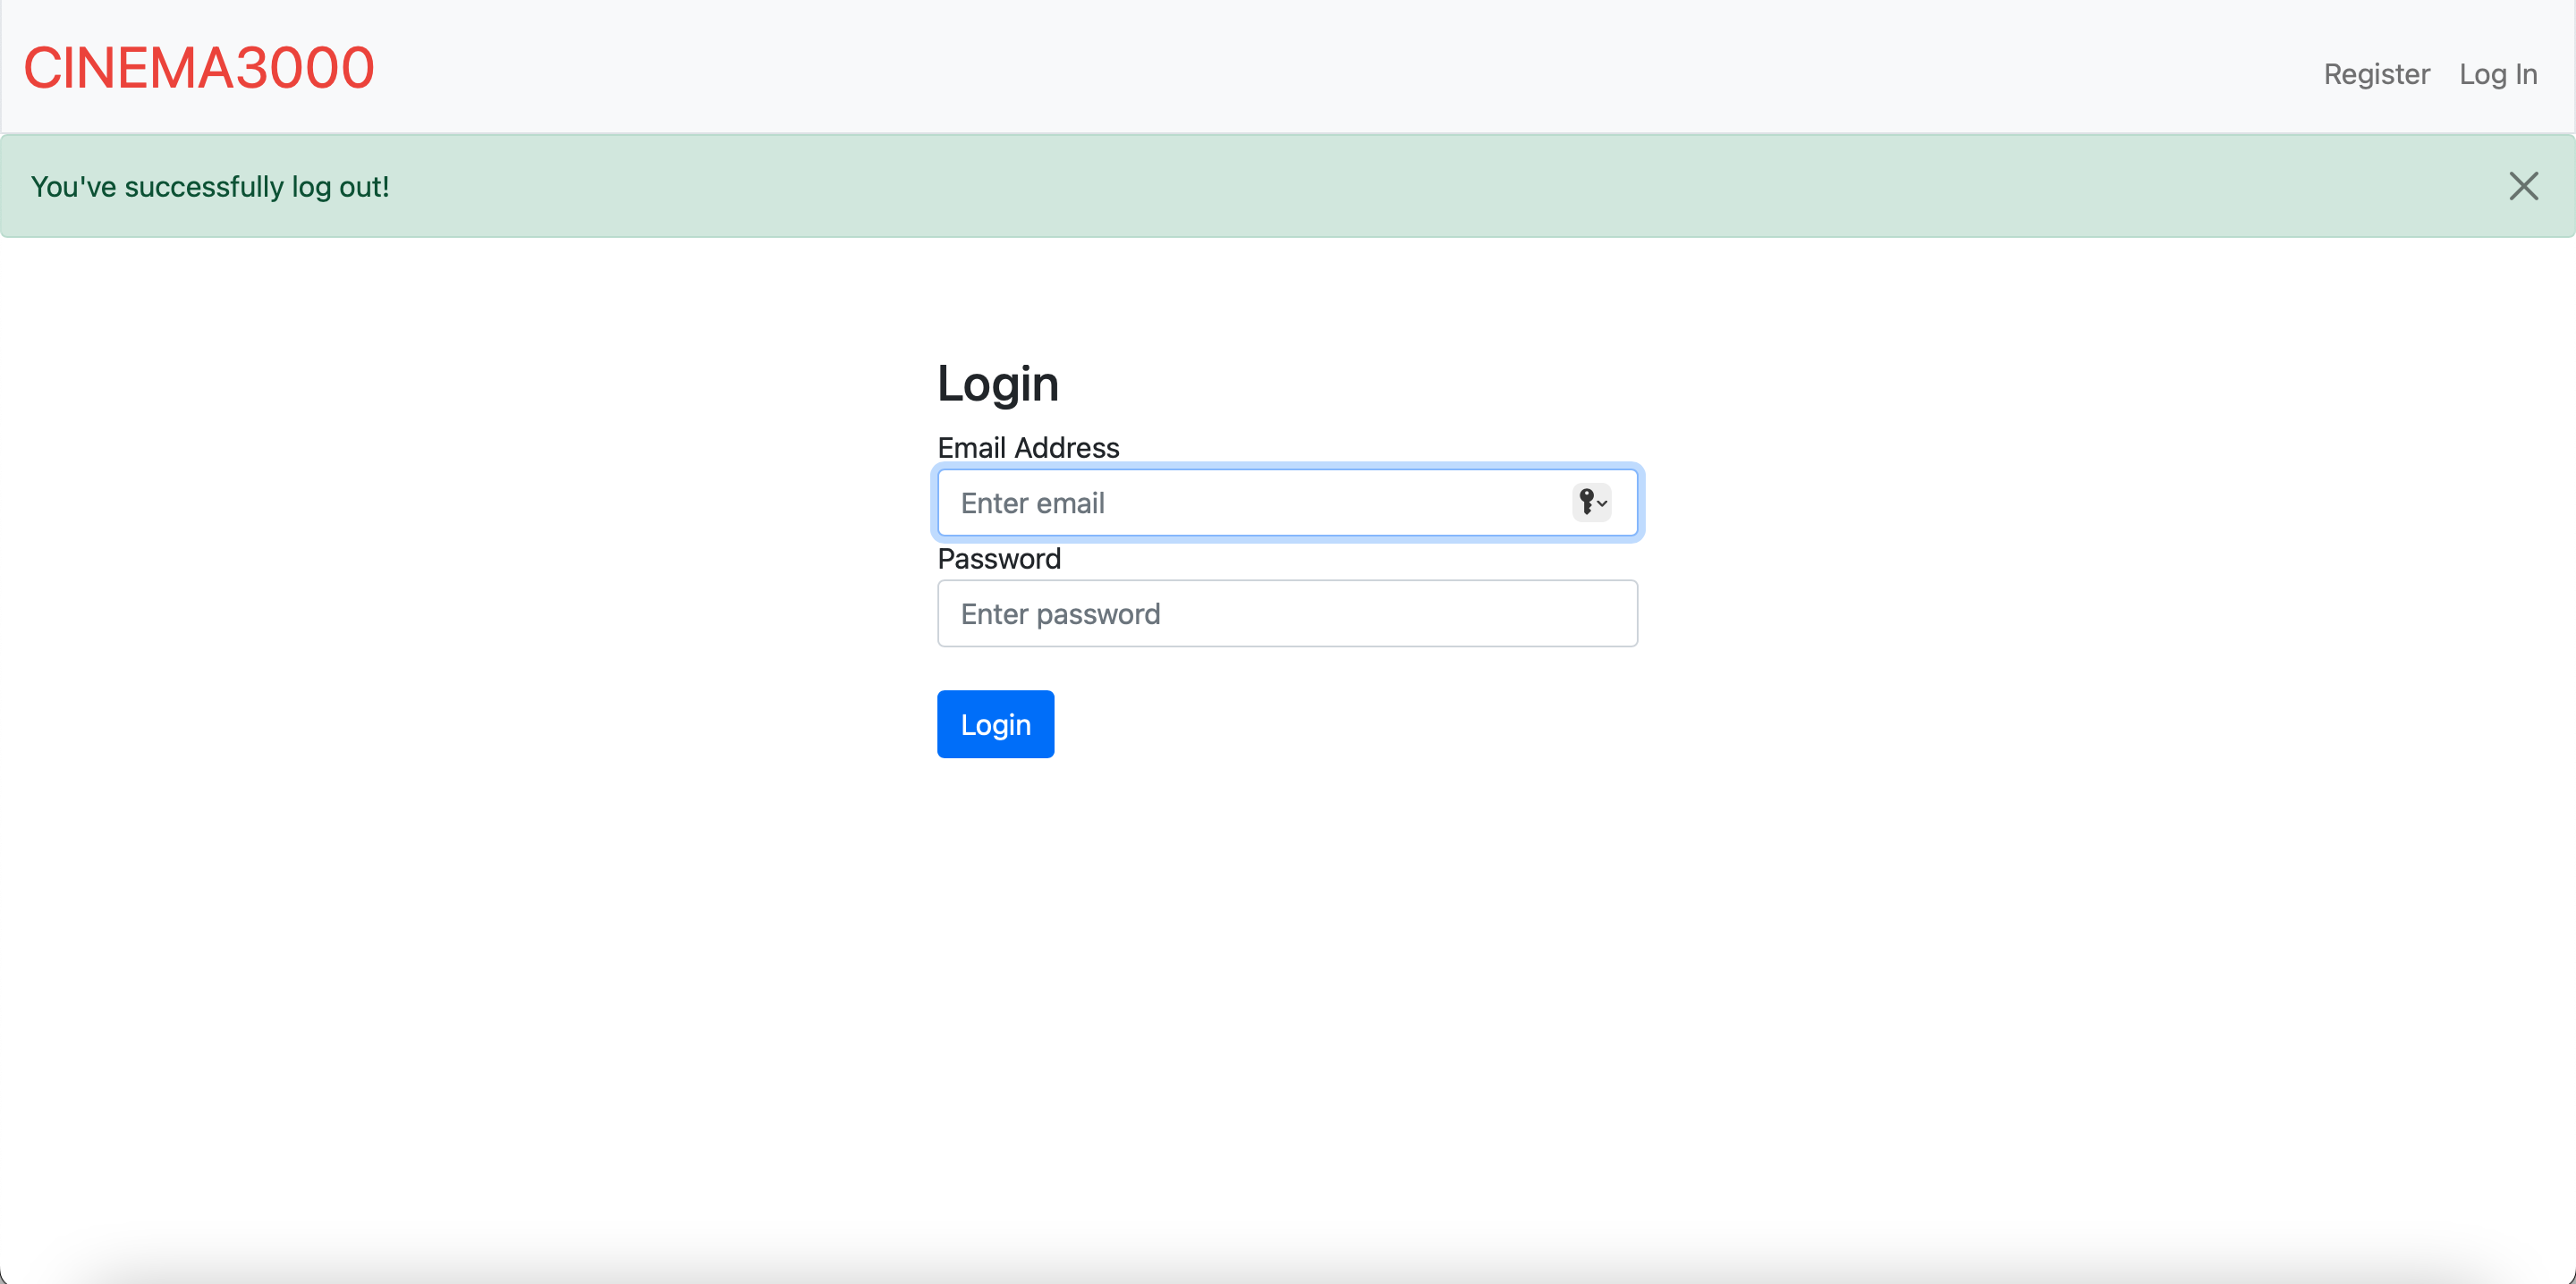 CINEMA3000
Register Log In
You've successfully log out!
Login
Email Address
Enter email
Password
Enter password
Login